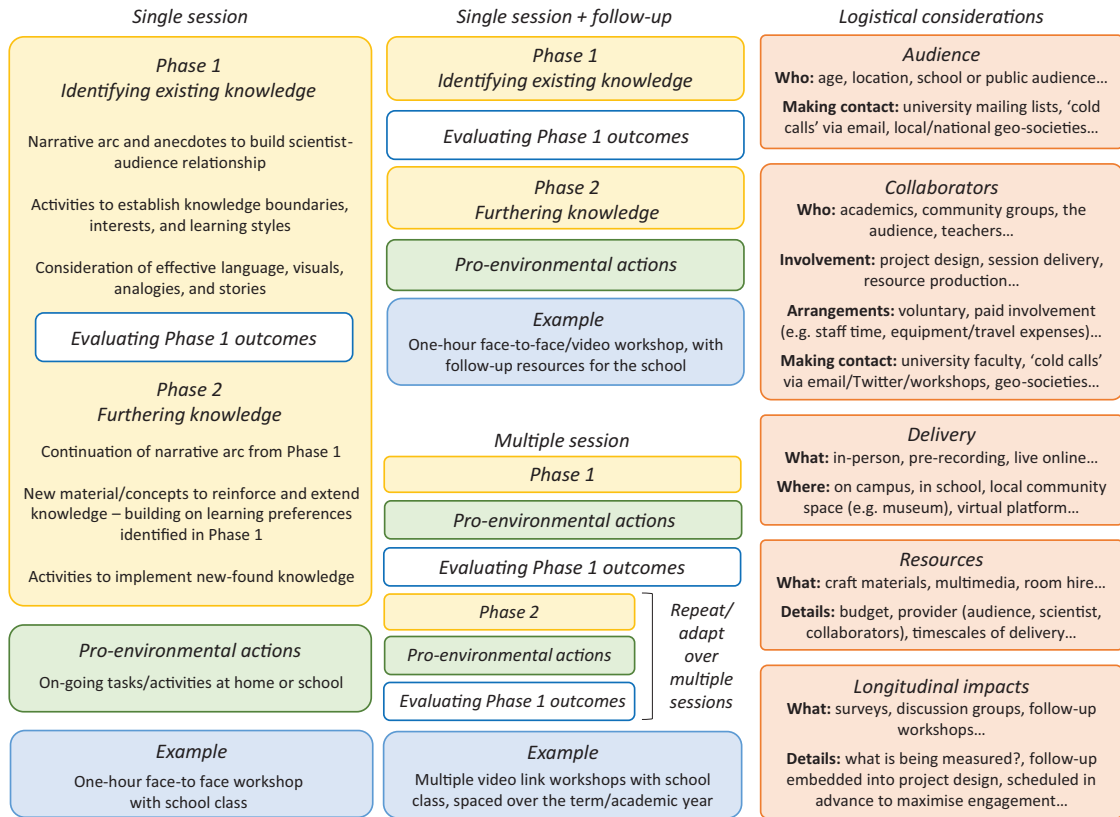 Single session
Phase 1
Identifying existing knowledge
Narrative arc and anecdotes to build scientist-
audience relationship
Activities to establish knowledge boundaries,
interests, and learning styles
Consideration of effective language, visuals,
analogies, and stories
Evaluating Phase 1 outcomes
Phase 2
Furthering knowledge
Continuation of narrative arc from Phase 1
New material/concepts to reinforce and extend
knowledge – building on learning preferences
identified in Phase 1
Activities to implement new-found knowledge
Pro-environmental actions
On-going tasks/activities at home or school
Example
One-hour face-to face workshop
with school class
Single session + follow-up
Phase 1
Identifying existing knowledge
Evaluating Phase 1 outcomes
Phase 2
Furthering knowledge
Pro-environmental actions
Example
One-hour face-to-face/video workshop, with
follow-up resources for the school
Multiple session
Phase 1
Pro-environmental actions
Evaluating Phase 1 outcomes
Phase 2
Pro-environmental actions
Evaluating Phase 1 outcomes
Repeat/
adapt
over
multiple
sessions
Example
Multiple video link workshops with school
class, spaced over the term/academic year
Logistical considerations
Audience
Who: age, location, school or public audience...
Making contact: university mailing lists, ‘cold
calls’ via email, local/national geo-societies...
Collaborators
Who: academics, community groups, the
audience, teachers...
Involvement: project design, session delivery,
resource production...
Arrangements: voluntary, paid involvement
(e.g. staff time, equipment/travel expenses)...
Making contact: university faculty, ‘cold calls’
via email/Twitter/workshops, geo-societies...
Delivery
What: in-person, pre-recording, live online...
Where: on campus, in school, local community
space (e.g. museum), virtual platform...
Resources
What: craft materials, multimedia, room hire...
Details: budget, provider (audience, scientist,
collaborators), timescales of delivery...
Longitudinal impacts
What: surveys, discussion groups, follow-up
workshops...
Details: what is being measured?, follow-up
embedded into project design, scheduled in
advance to maximise engagement...